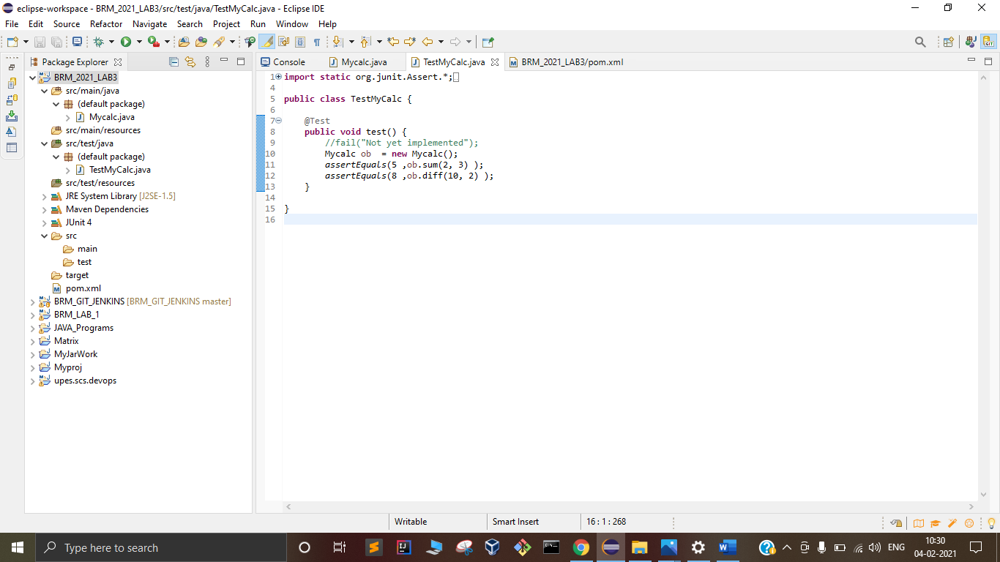 eclipse-workspace - BRM_2021_LAB3/src/test/java/TestMyCalc.java - Eclipse IDE
File Edit Source Refactor Navigate Search Project Run Window Help
Package Explorer
BRM_2021_LAB3
src/main/java
(default package)
Mycalc.java
src/main/resources
src/test/java
(default package)
TestMyCalc.java
src/test/resources
JRE System Library [J2SE-1.5]
Maven Dependencies
JUnit 4
src
main
test
target
pom.xml
BRM_GIT_JENKINS [BRM_GIT_JENKINS master]
BRM_LAB_1
JAVA_Programs
Matrix
MyJarWork
Myproj
upes.scs.devops
Console Mycalc.java TestMyCalc.java BRM_2021_LAB3/pom.xml
1 import static org.junit.Assert.*;
4
5 public class TestMyCalc {
6
7 @Test
8 public void test() {
9 //fail("Not yet implemented");
10 Mycalc ob  = new Mycalc();
11 assertEquals(5 ,ob.sum(2, 3) );
12 assertEquals(8 ,ob.diff(10, 2) );
13 }
14
15 }
16
Writable Smart Insert 16 : 1 : 268
Type here to search
ENG
10:30
04-02-2021